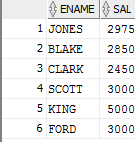 ENAME SAL
1 JONES 2975
2 BLAKE 2850
3 CLARK 2450
4 SCOTT 3000
5 KING 5000
6 FORD 3000